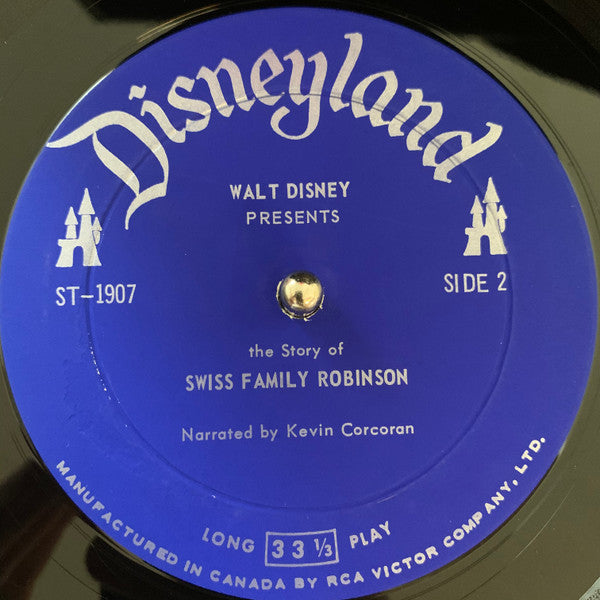 Disneyland
WALT DISNEY
PRESENTS
ST-1907
SIDE 2
the Story of
SWISS FAMILY ROBINSON
Narrated by Kevin Corcoran
LONG 33 ⅓ PLAY
MANUFACTURED IN CANADA BY RCA VICTOR COMPANY, LTD.